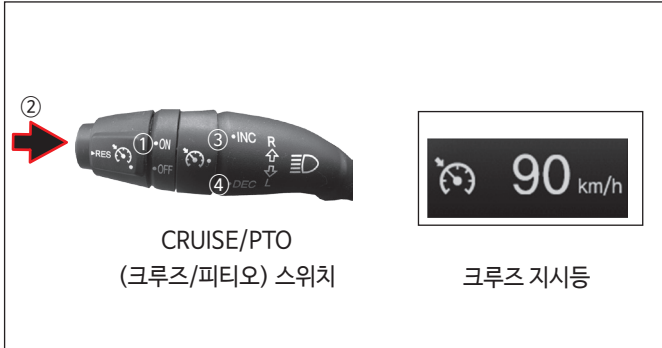 ②
①•ON
▸RES
•OFF
③•INC
④•DEC
R
L
90 km/h
CRUISE/PTO
(크루즈/피티오) 스위치
크루즈 지시등